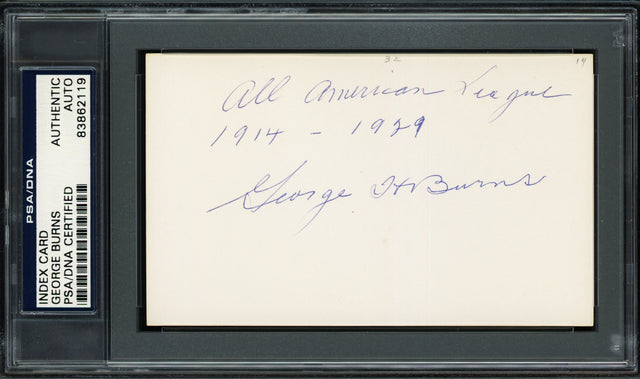 PSA/DNA
INDEX CARD
GEORGE BURNS
PSA/DNA CERTIFIED
AUTHENTIC
AUTO
83862119
32
14
All American League
1914 - 1929
George H Burns